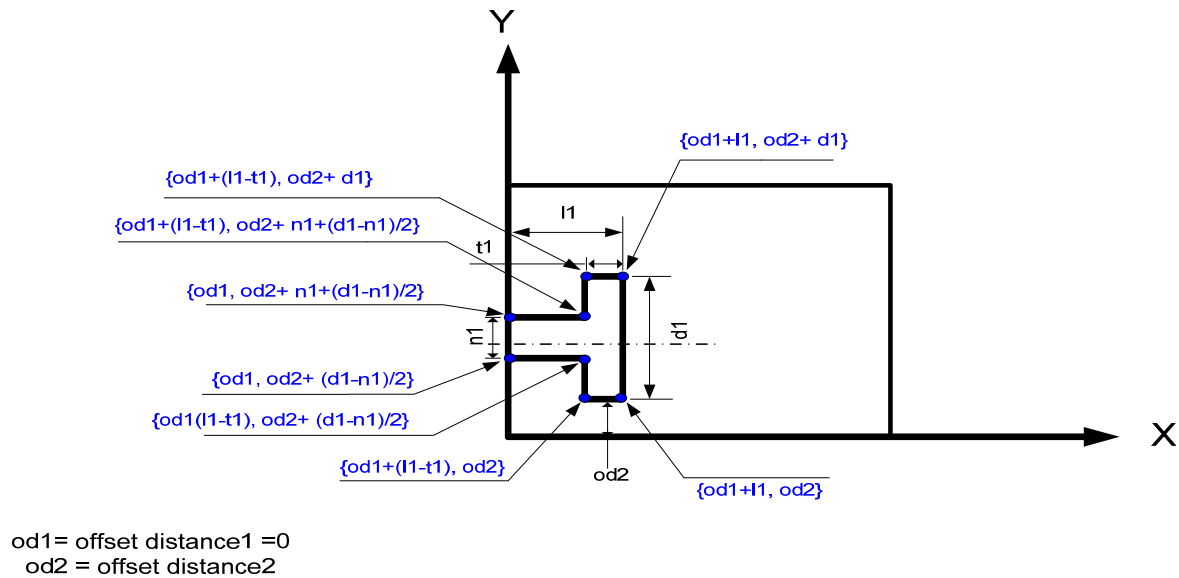 Y
{od1+l1, od2+ d1}
{od1+(l1-t1), od2+ d1}
l1
{od1+(l1-t1), od2+ n1+(d1-n1)/2}
t1
{od1, od2+ n1+(d1-n1)/2}
n1
d1
{od1, od2+ (d1-n1)/2}
{od1(l1-t1), od2+ (d1-n1)/2}
X
{od1+(l1-t1), od2}
od2
{od1+l1, od2}
od1= offset distance1 =0
od2 = offset distance2